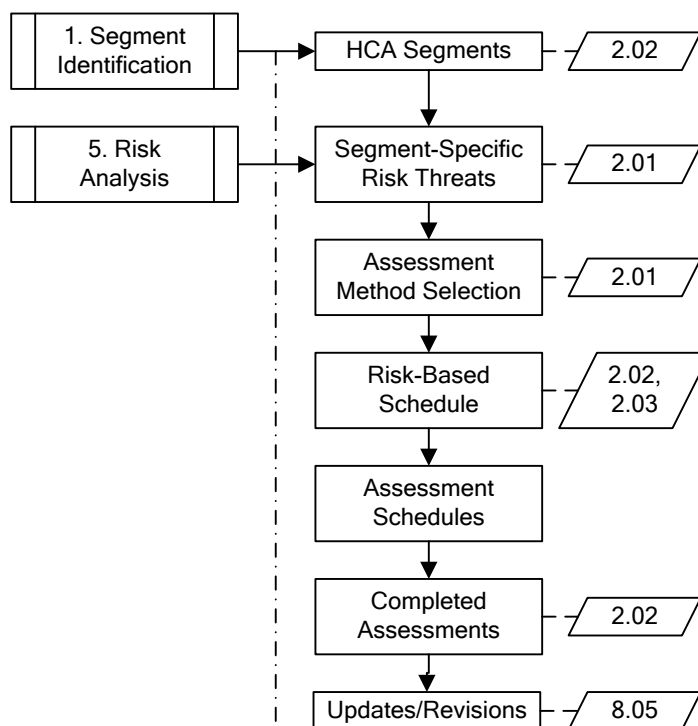 1. Segment
Identification
HCA Segments
2.02
5. Risk
Analysis
Segment-Specific
Risk Threats
2.01
Assessment
Method Selection
2.01
Risk-Based
Schedule
2.02,
2.03
Assessment
Schedules
Completed
Assessments
2.02
Updates/Revisions
8.05